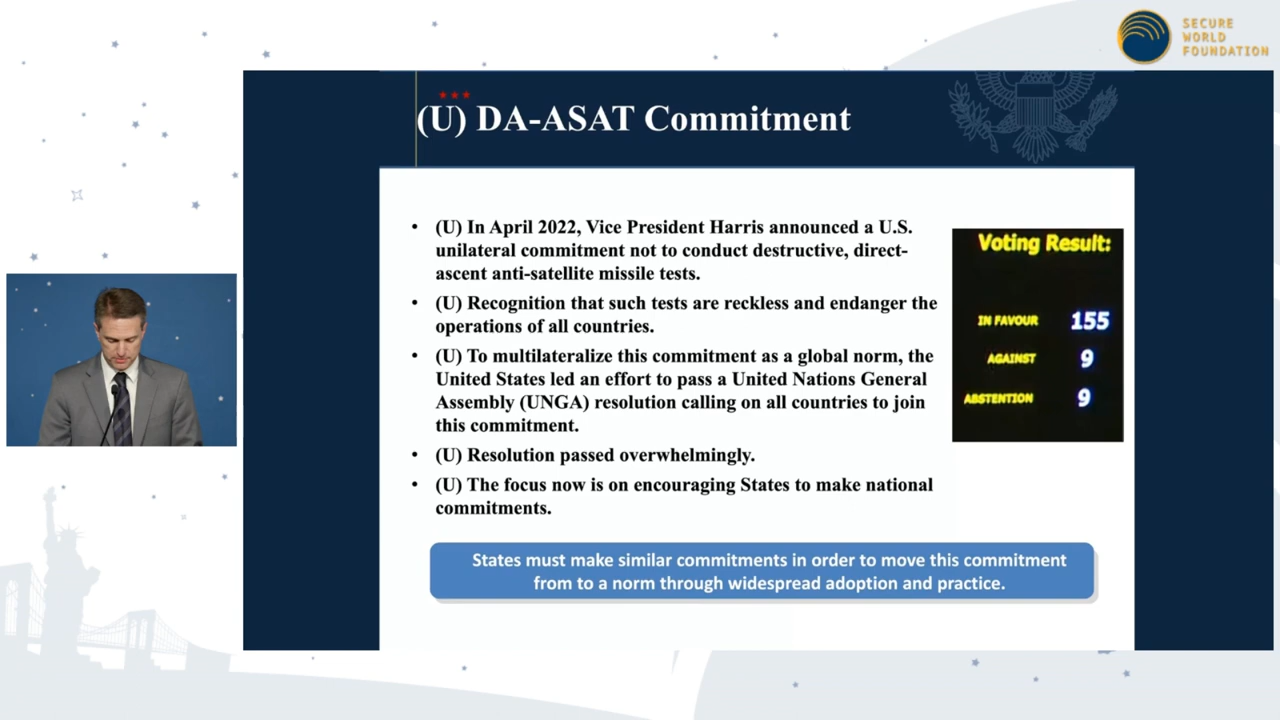 SECURE
WORLD
FOUNDATION
(U) DA-ASAT Commitment
• (U) In April 2022, Vice President Harris announced a U.S.
unilateral commitment not to conduct destructive, direct-
ascent anti-satellite missile tests.
• (U) Recognition that such tests are reckless and endanger the
operations of all countries.
• (U) To multilateralize this commitment as a global norm, the
United States led an effort to pass a United Nations General
Assembly (UNGA) resolution calling on all countries to join
this commitment.
• (U) Resolution passed overwhelmingly.
• (U) The focus now is on encouraging States to make national
commitments.
Voting Result:
IN FAVOUR 155
AGAINST 9
ABSTENTION 9
States must make similar commitments in order to move this commitment
from to a norm through widespread adoption and practice.